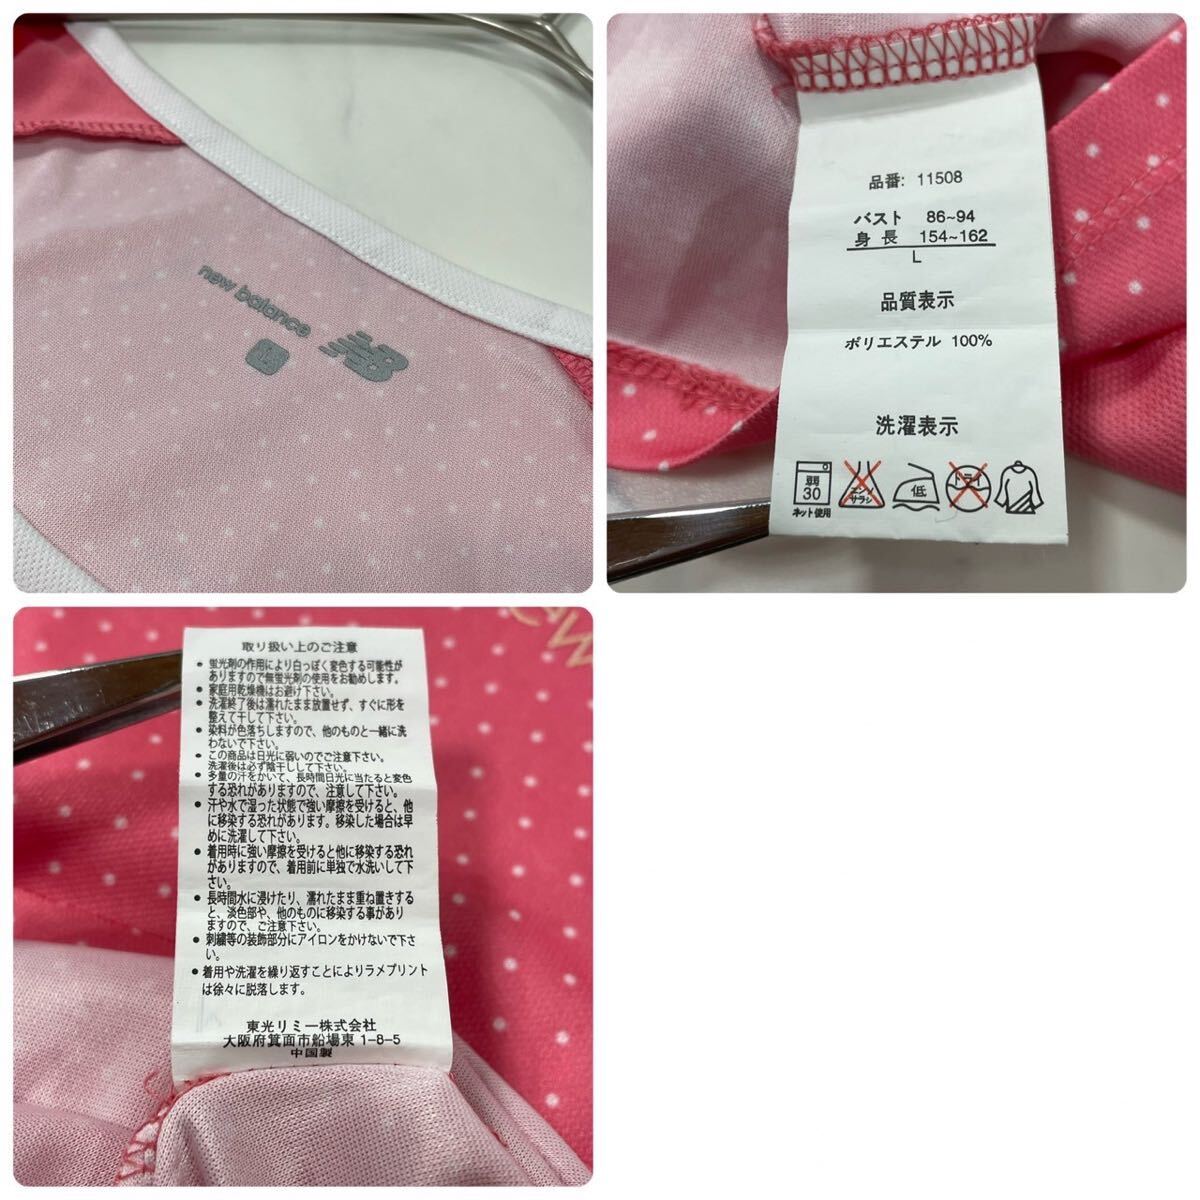 new balance
NB
L
品番: 11508
バスト 86~94
身長 154~162
L
品質表示
ポリエステル 100%
洗濯表示
弱
30
ネット使用
エンソ
サラシ
低
ドライ
取り扱い上のご注意
● 蛍光剤の作用により白っぽく変色する可能性が
ありますので無蛍光剤の使用をお勧めします。
● 家庭用乾燥機はお避け下さい。
● 洗濯終了後は濡れたまま放置せず、すぐに形を
整えて干して下さい。
● 染料が色落ちしますので、他のものと一緒に洗
わないで下さい。
● この商品は日光に弱いのでご注意下さい。
洗濯後は必ず陰干しして下さい。
● 多量の汗をかいて、長時間日光に当たると変色
する恐れがありますので、注意して下さい。
● 汗や水で湿った状態で強い摩擦を受けると、他
に移染する恐れがあります。移染した場合は早
めに洗濯して下さい。
● 着用時に強い摩擦を受けると他に移染する恐れ
がありますので、着用前に単独で水洗いして下
さい。
● 長時間水に浸けたり、濡れたまま重ね置きする
と、淡色部や、他のものに移染する事があり
ますので、ご注意下さい。
● 刺繍等の装飾部分にアイロンをかけないで下さ
い。
● 着用や洗濯を繰り返すことによりラメプリント
は徐々に脱落します。
東光リミー株式会社
大阪府箕面市船場東 1-8-5
中国製